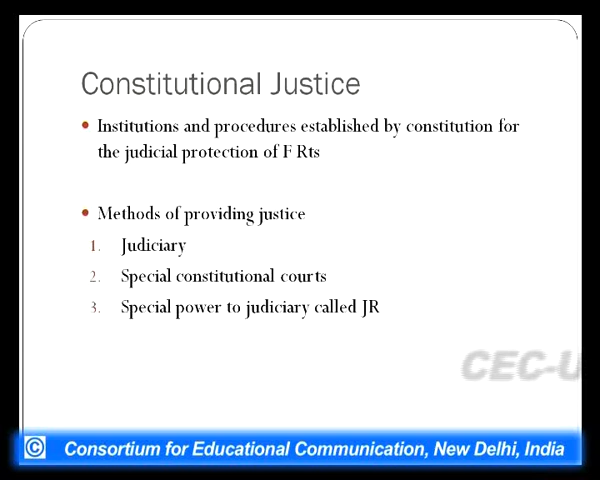 Constitutional Justice
• Institutions and procedures established by constitution for
the judicial protection of F Rts
• Methods of providing justice
1. Judiciary
2. Special constitutional courts
3. Special power to judiciary called JR
CEC-U
© Consortium for Educational Communication, New Delhi, India